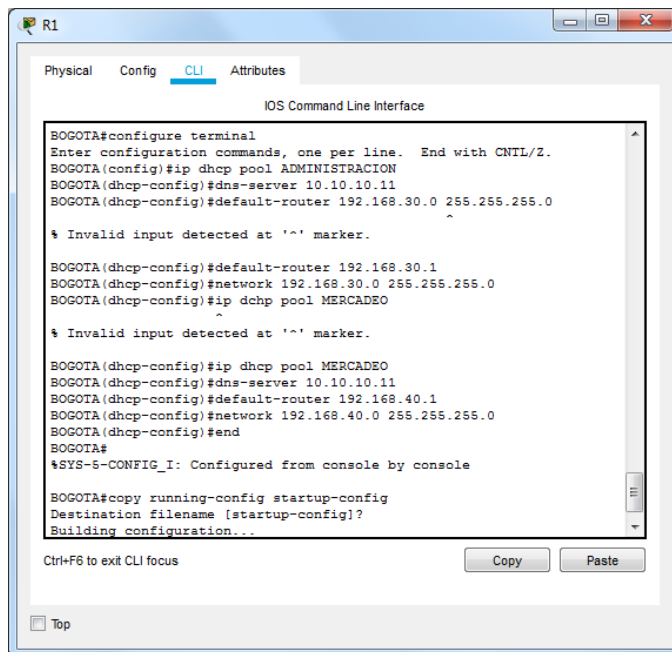 R1
Physical Config CLI Attributes
IOS Command Line Interface
BOGOTA#configure terminal
Enter configuration commands, one per line.  End with CNTL/Z.
BOGOTA(config)#ip dhcp pool ADMINISTRACION
BOGOTA(dhcp-config)#dns-server 10.10.10.11
BOGOTA(dhcp-config)#default-router 192.168.30.0 255.255.255.0
^
% Invalid input detected at '^' marker.
BOGOTA(dhcp-config)#default-router 192.168.30.1
BOGOTA(dhcp-config)#network 192.168.30.0 255.255.255.0
BOGOTA(dhcp-config)#ip dchp pool MERCADEO
^
% Invalid input detected at '^' marker.
BOGOTA(dhcp-config)#ip dhcp pool MERCADEO
BOGOTA(dhcp-config)#dns-server 10.10.10.11
BOGOTA(dhcp-config)#default-router 192.168.40.1
BOGOTA(dhcp-config)#network 192.168.40.0 255.255.255.0
BOGOTA(dhcp-config)#end
BOGOTA#
%SYS-5-CONFIG_I: Configured from console by console
BOGOTA#copy running-config startup-config
Destination filename [startup-config]?
Building configuration...
Ctrl+F6 to exit CLI focus Copy Paste
Top